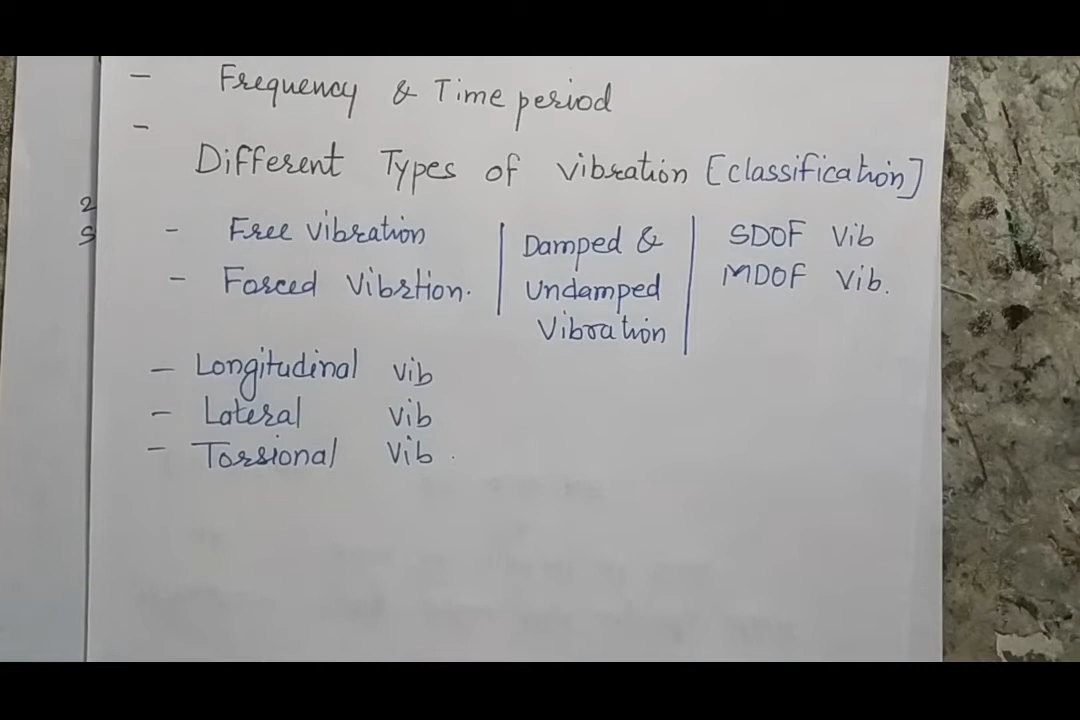 - Frequency & Time period
-
Different Types of vibration [classification]
- Free vibration
- Forced Vibrtion.
Damped &
Undamped
Vibration
SDOF Vib
MDOF Vib.
- Longitudinal Vib
- Lateral Vib
- Torsional Vib.
2
S